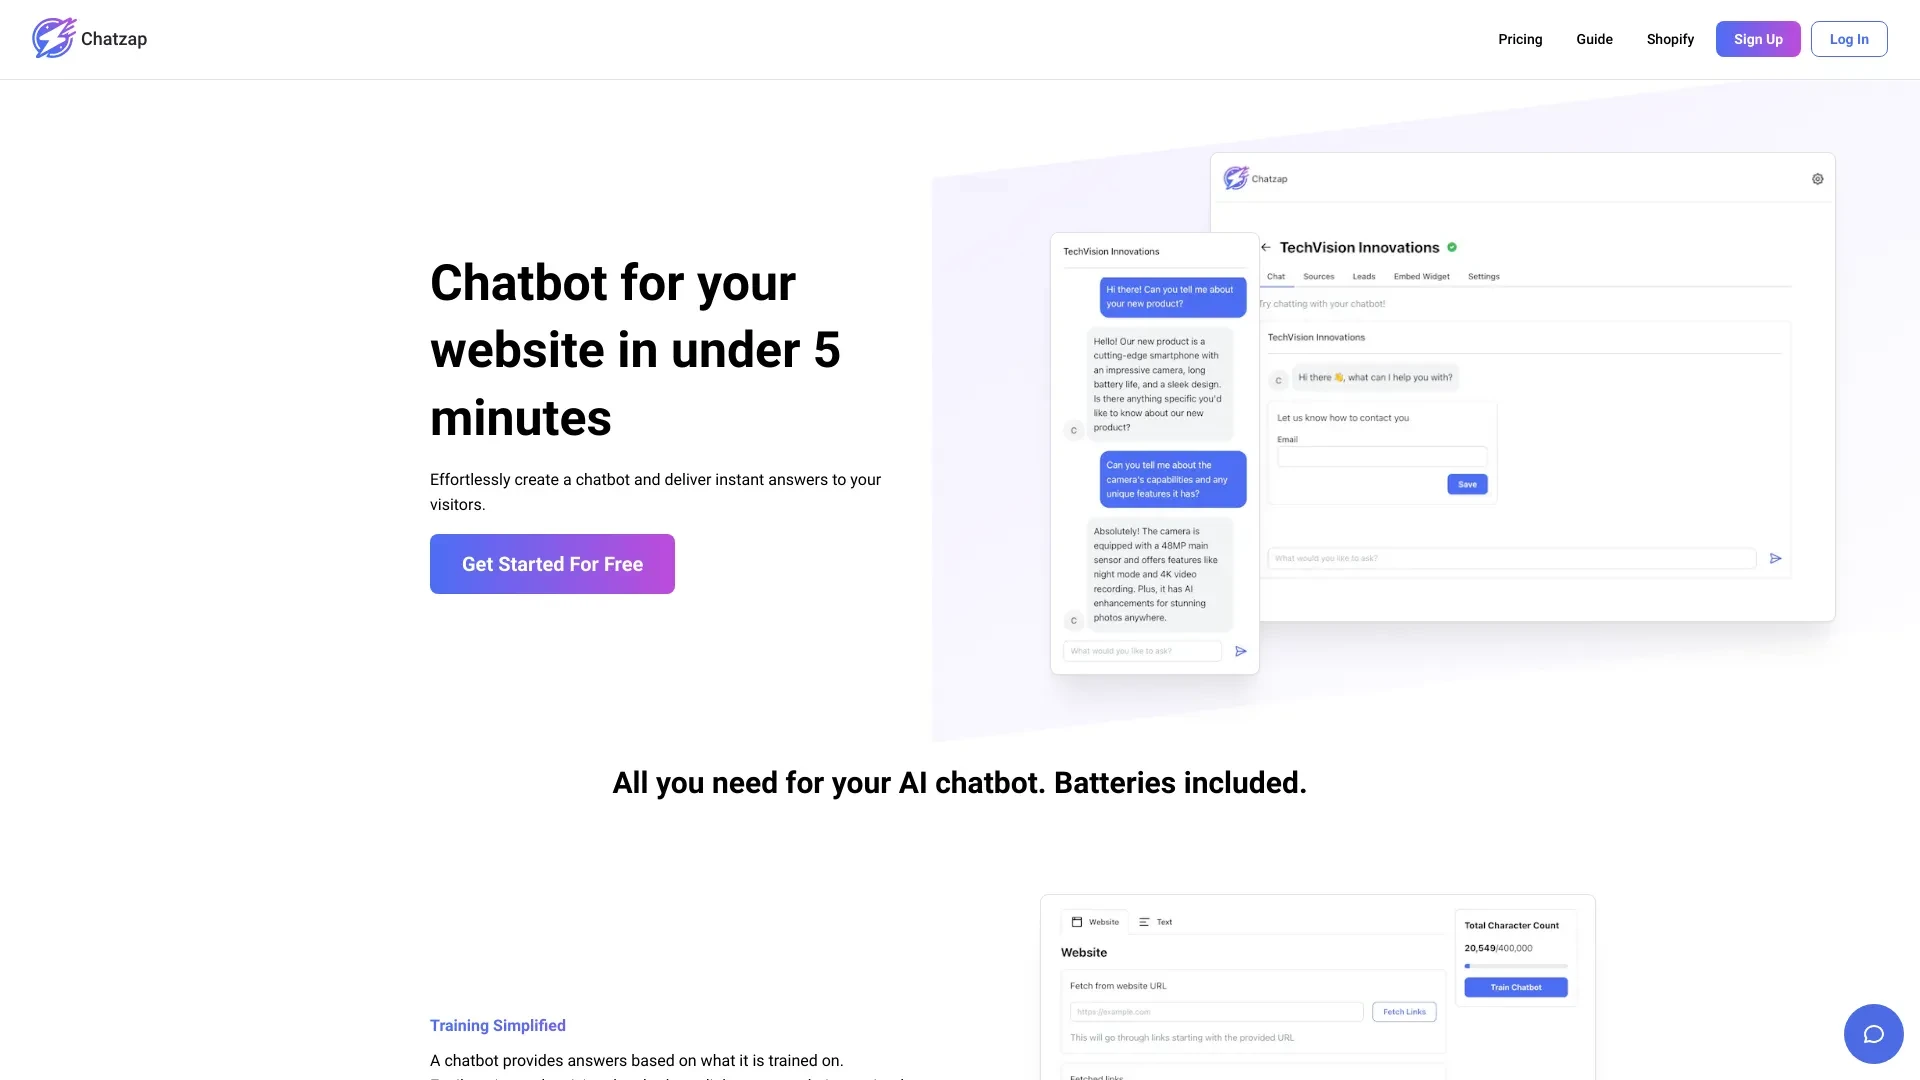 Chatzap
Pricing
Guide
Shopify
Sign Up
Log In
Chatbot for your
website in under 5
minutes
Effortlessly create a chatbot and deliver instant answers to your
visitors.
Get Started For Free
TechVision Innovations
Hi there! Can you tell me about
your new product?
Hello! Our new product is a
cutting-edge smartphone with
an impressive camera, long
battery life, and a sleek design.
Is there anything specific you'd
like to know about our new
product?
C
Can you tell me about the
camera's capabilities and any
unique features it has?
Absolutely! The camera is
equipped with a 48MP main
sensor and offers features like
night mode and 4K video
recording. Plus, it has AI
enhancements for stunning
photos anywhere.
C
What would you like to ask?
Chatzap
TechVision Innovations
Chat
Sources
Leads
Embed Widget
Settings
Try chatting with your chatbot!
TechVision Innovations
C
Hi there 👋, what can I help you with?
Let us know how to contact you
Email
Save
What would you like to ask?
All you need for your AI chatbot. Batteries included.
Training Simplified
A chatbot provides answers based on what it is trained on.
Website
Text
Website
Fetch from website URL
https://example.com
Fetch Links
This will go through links starting with the provided URL
Fetched links
Total Character Count
20,549/400,000
Train Chatbot